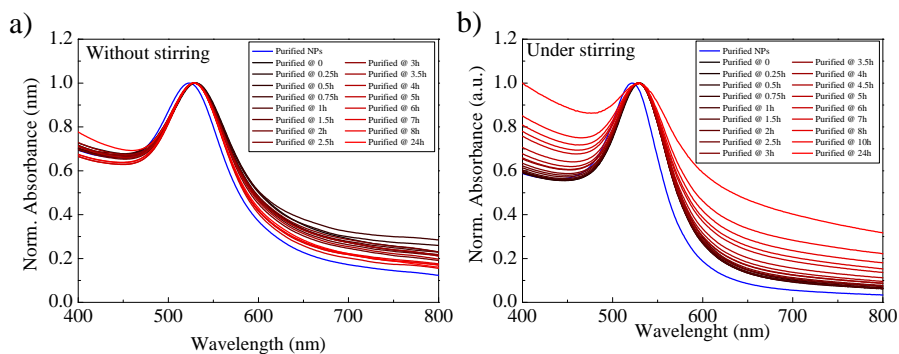 a)
Without stirring
Purified NPs
Purified @ 0
Purified @ 0.25h
Purified @ 0.5h
Purified @ 0.75h
Purified @ 1h
Purified @ 1.5h
Purified @ 2h
Purified @ 2.5h
Purified @ 3h
Purified @ 3.5h
Purified @ 4h
Purified @ 5h
Purified @ 6h
Purified @ 7h
Purified @ 8h
Purified @ 24h
Norm. Absorbance (nm)
1.2
1.0
0.8
0.6
0.4
0.2
0.0
400 500 600 700 800
Wavelength (nm)
b)
Under stirring
Purified NPs
Purified @ 0
Purified @ 0.25h
Purified @ 0.5h
Purified @ 0.75h
Purified @ 1h
Purified @ 1.5h
Purified @ 2h
Purified @ 2.5h
Purified @ 3h
Purified @ 3.5h
Purified @ 4h
Purified @ 4.5h
Purified @ 5h
Purified @ 6h
Purified @ 7h
Purified @ 8h
Purified @ 10h
Purified @ 24h
Norm. Absorbance (a.u.)
1.2
1.0
0.8
0.6
0.4
0.2
0.0
400 500 600 700 800
Wavelenght (nm)